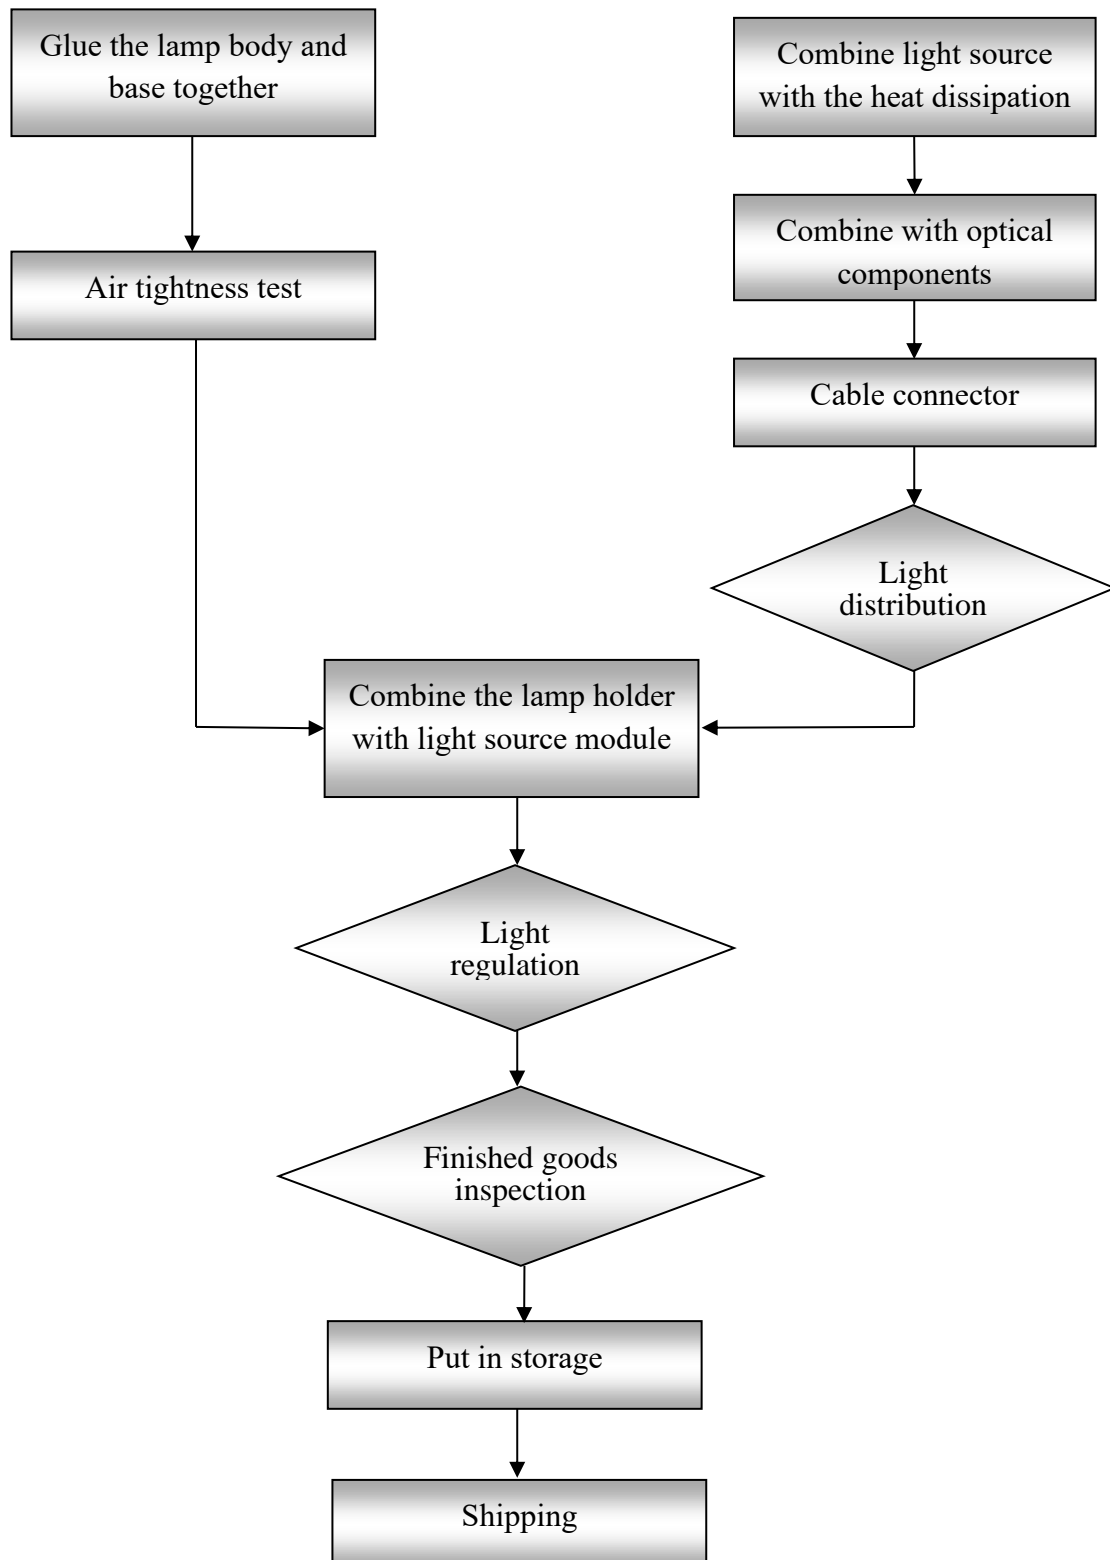 Glue the lamp body and
base together
Air tightness test
Combine light source
with the heat dissipation
Combine with optical
components
Cable connector
Light
distribution
Combine the lamp holder
with light source module
Light
regulation
Finished goods
inspection
Put in storage
Shipping